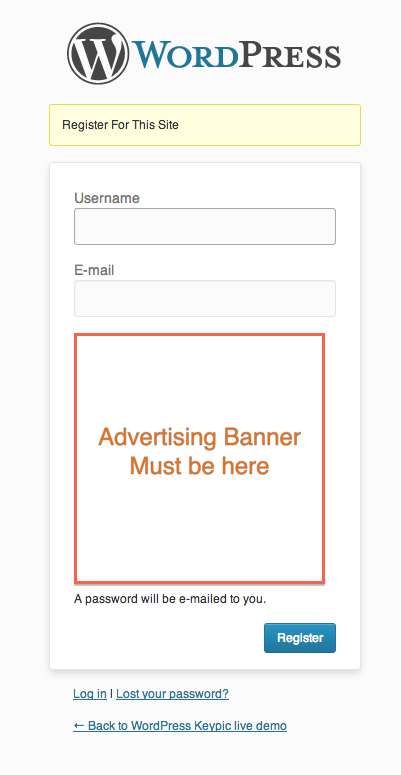 WORDPRESS
Register For This Site
Username
E-mail
Advertising Banner
Must be here
A password will be e-mailed to you.
Register
Log in | Lost your password?
← Back to WordPress Keypic live demo